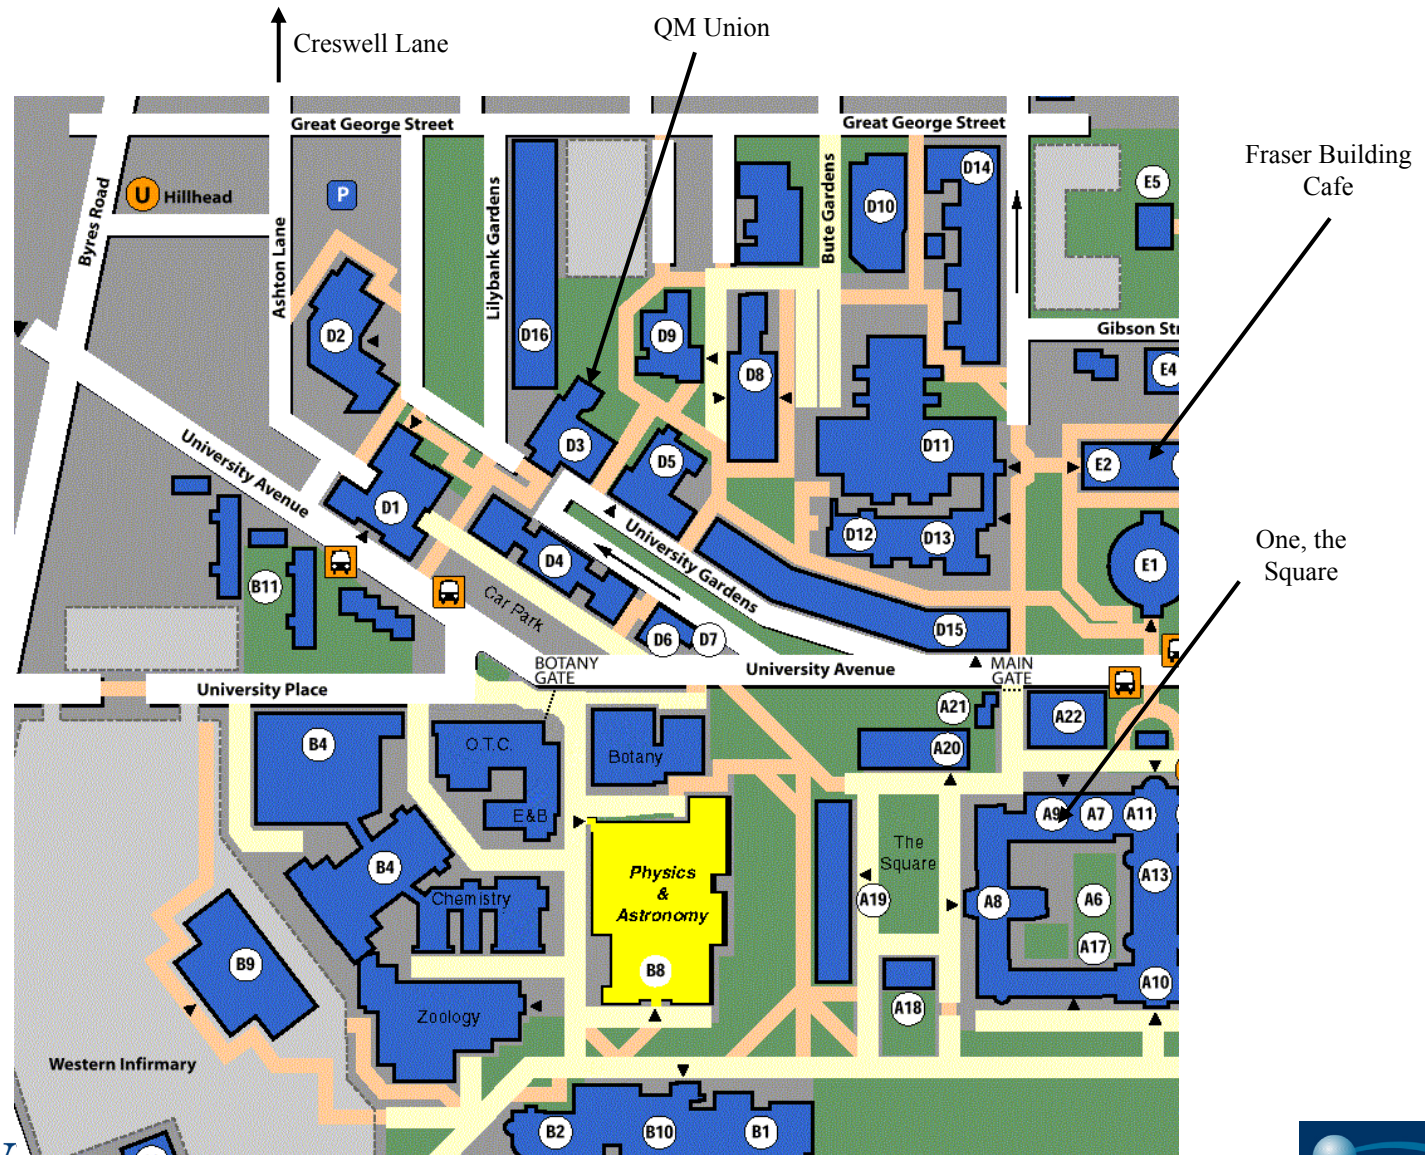 Creswell Lane
QM Union
Fraser Building
Cafe
One, the
Square
Great George Street
Great George Street
Byres Road
U
Hillhead
P
Ashton Lane
Lilybank Gardens
Bute Gardens
D14
D10
E5
D2
D16
D9
D8
Gibson Str
E4
D3
D5
D11
E2
University Avenue
D1
D4
University Gardens
D12
D13
E1
B11
Car Park
D6
D7
D15
BOTANY
GATE
University Avenue
MAIN
GATE
University Place
A21
A22
A20
B4
O.T.C.
Botany
E&B
A9
A7
A11
The
Square
B4
Physics
&
Astronomy
Chemistry
A19
A8
A6
A13
A17
B9
B8
A10
A18
Zoology
Western Infirmary
B2
B10
B1